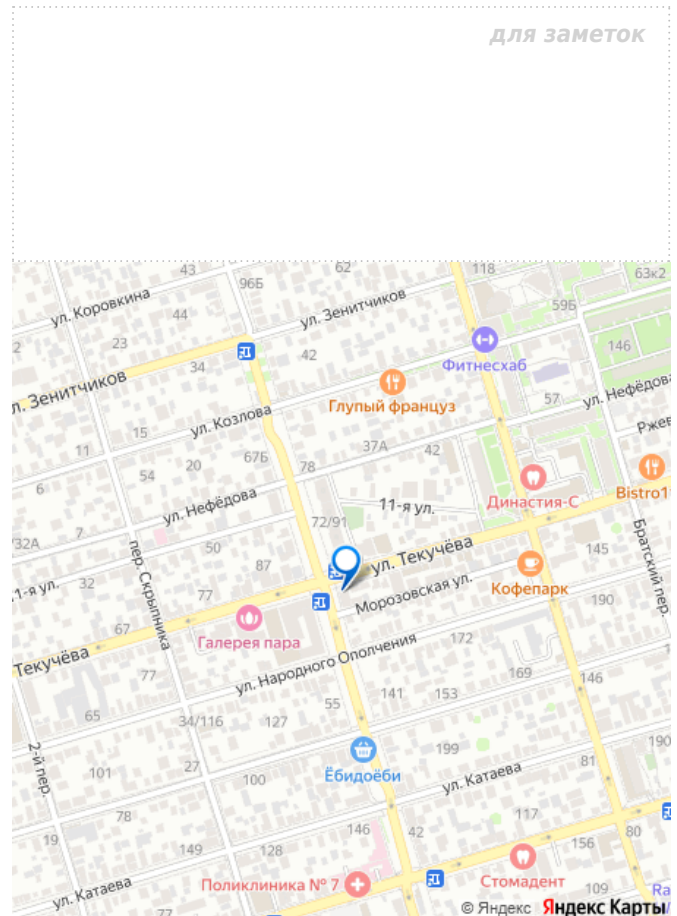 для заметок
43
96Б
62
118
63к2
ул. Коровкина
44
ул. Зенитчиков
59Б
2
23
34
42
Фитнесхаб
146
л. Зенитчиков
Глупый француз
57
ул. Нефёдова
11
15
ул. Козлова
Ржев
54
20
67Б
78
37А
42
6
Династия-С
Bistro1
ул. Нефёдова
72/91
11-я ул.
32А
7
50
пер. Скрыпника
87
ул. Текучёва
145
Братский пер.
1-я ул.
32
Морозовская ул.
Кофепарк
190
67
77
Галерея пара
Текучёва
ул. Народного Ополчения
172
77
169
146
65
34/116
127
55
141
153
2-й пер.
101
27
100
Ёбидоёби
199
ул. Катаева
81
190
78
117
19
149
128
146
42
156
80
Поликлиника № 7
Стомадент
ул. Катаева
109
Ra
© Яндекс Яндекс Карты